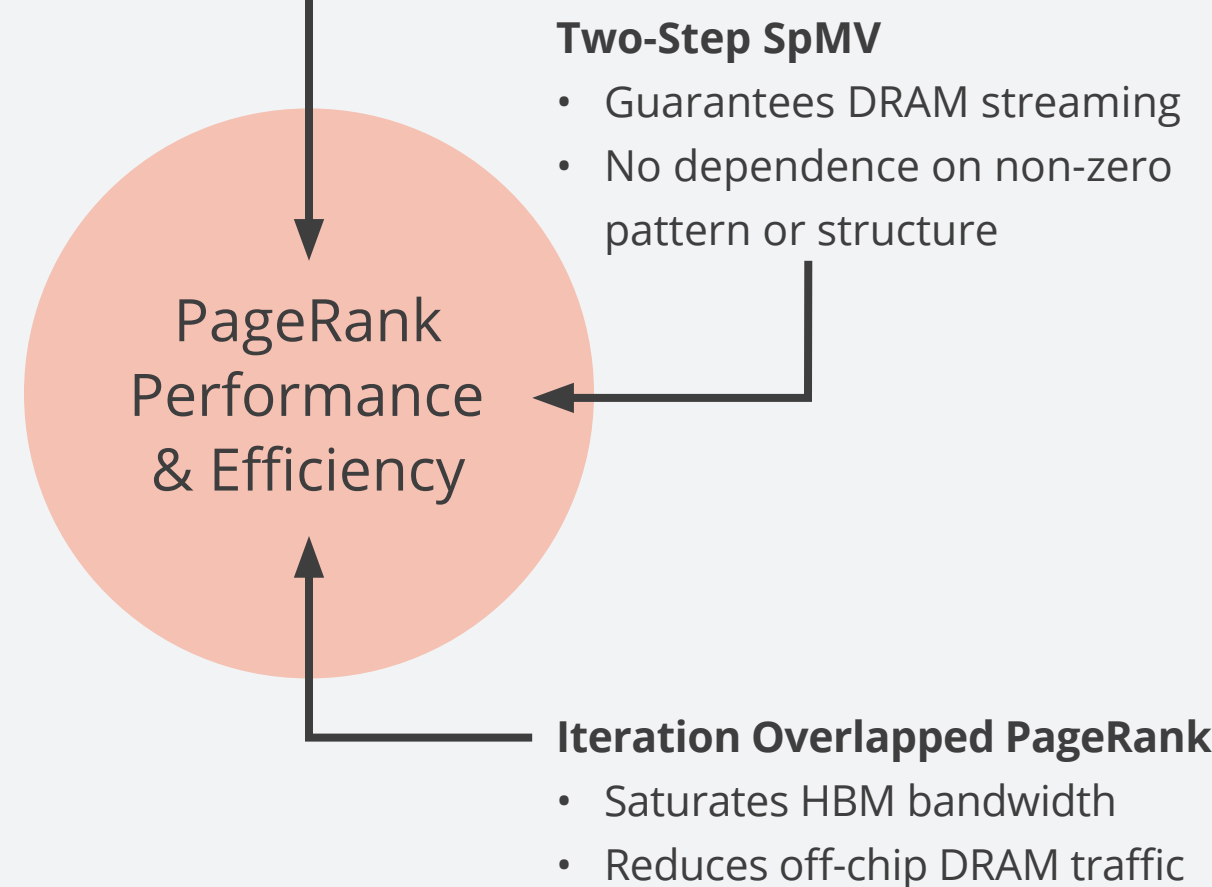 Two-Step SpMV
• Guarantees DRAM streaming
• No dependence on non-zero
pattern or structure
PageRank
Performance
& Efficiency
Iteration Overlapped PageRank
• Saturates HBM bandwidth
• Reduces off-chip DRAM traffic